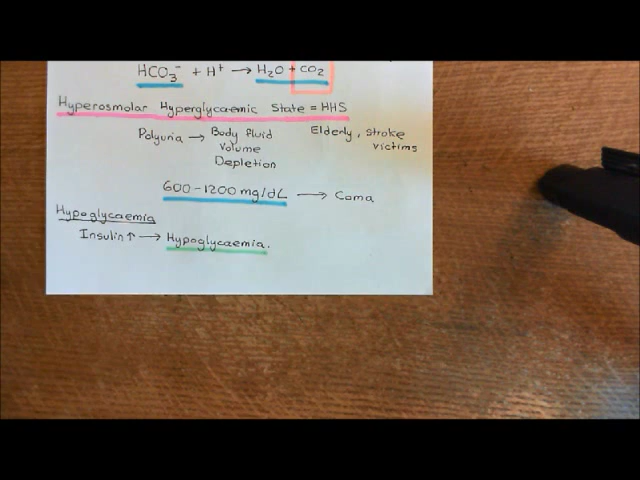 HCO₃⁻ + H⁺ → H₂O + CO₂
Hyperosmolar Hyperglycaemic State = HHS
Polyuria → Body fluid Volume Depletion
Elderly, stroke victims
600-1200 mg/dL → Coma
Hypoglycaemia
Insulin↑ → Hypoglycaemia.